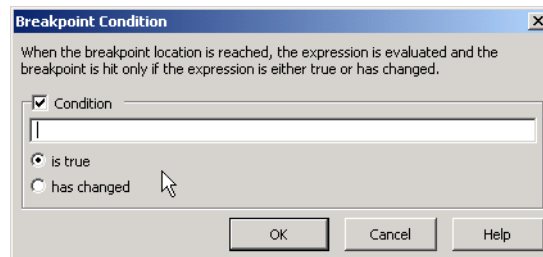 Breakpoint Condition
When the breakpoint location is reached, the expression is evaluated and the
breakpoint is hit only if the expression is either true or has changed.
Condition
is true
has changed
OK Cancel Help